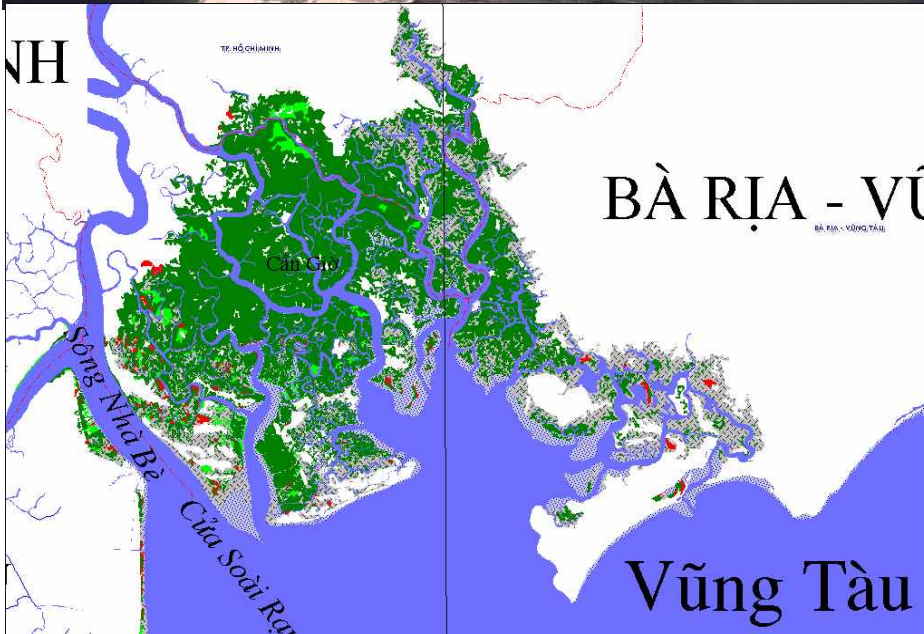 TP. HỒ CHÍ MINH
NH
BÀ RỊA - VŨ
BÀ RỊA - VŨNG TÀU
Cần Giờ
Sông Nhà Bè
Cửa Soài Rạ
Vũng Tàu